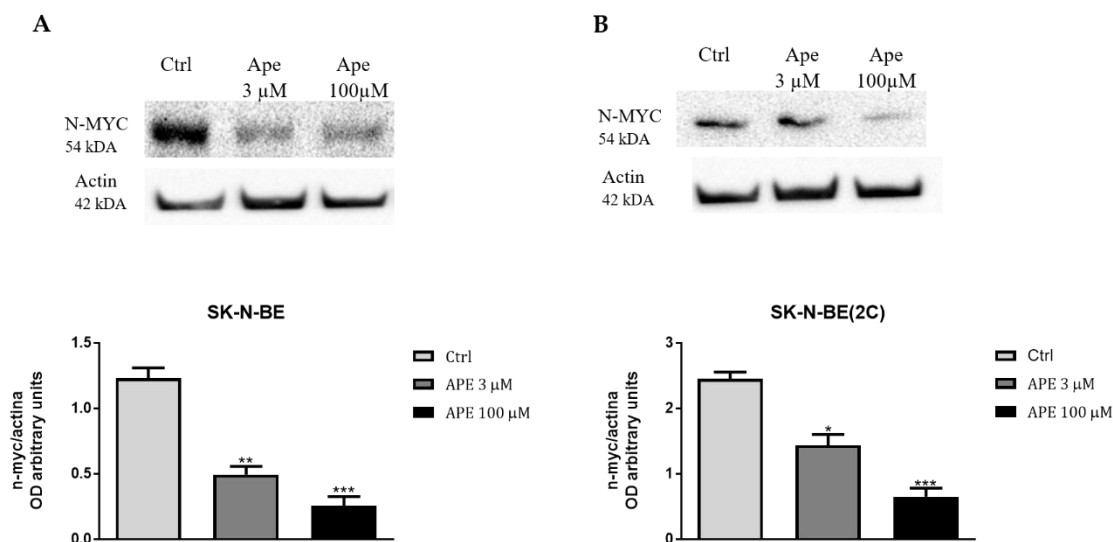 A
Ctrl
Ape
3 µM
Ape
100µM
N-MYC
54 kDA
Actin
42 kDA
SK-N-BE
n-myc/actina
OD arbitrary units
1.5
1.0
0.5
0.0
**
***
Ctrl
APE 3 µM
APE 100 µM
B
Ctrl
Ape
3 µM
Ape
100µM
N-MYC
54 kDA
Actin
42 kDA
SK-N-BE(2C)
n-myc/actina
OD arbitrary units
3
2
1
0
*
***
Ctrl
APE 3 µM
APE 100 µM